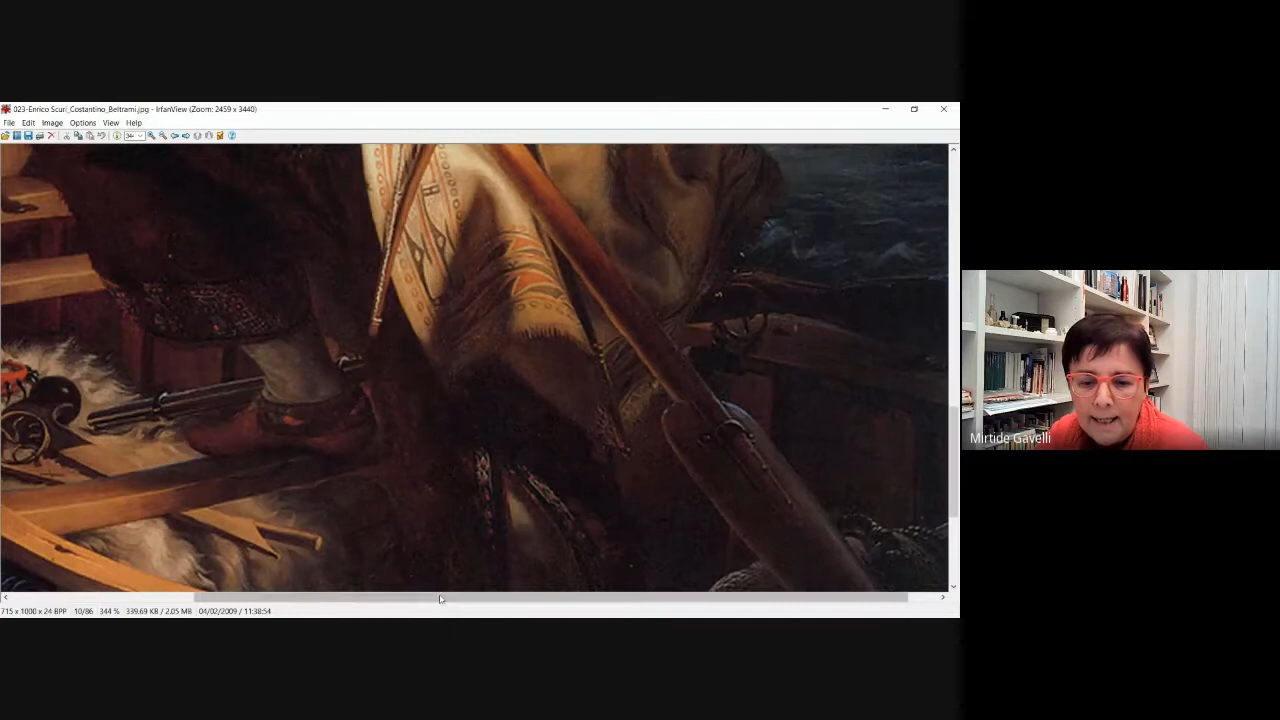 023-Enrico Scuri_Costantino_Beltrami.jpg - IrfanView (Zoom: 2459 x 3440)
File Edit Image Options View Help
715 x 1000 x 24 BPP 10/86 344 % 339.69 KB / 2.05 MB 04/02/2009 / 11:38:54
Mirtide Gavelli